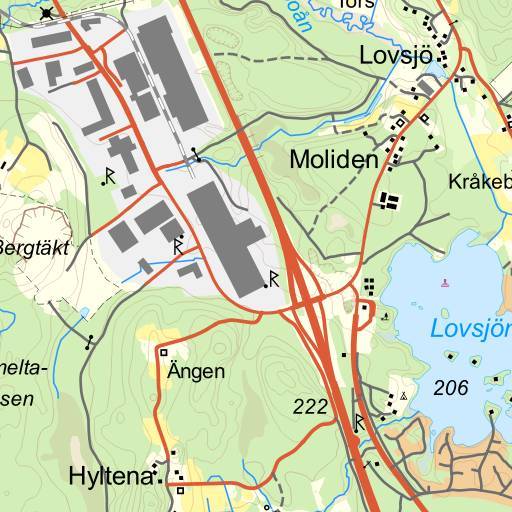 Tors
Lovsjö
Moliden
Kråkeb
Bergtäkt
Lovsjön
melta-
sen
Ängen
206
222
Hyltena